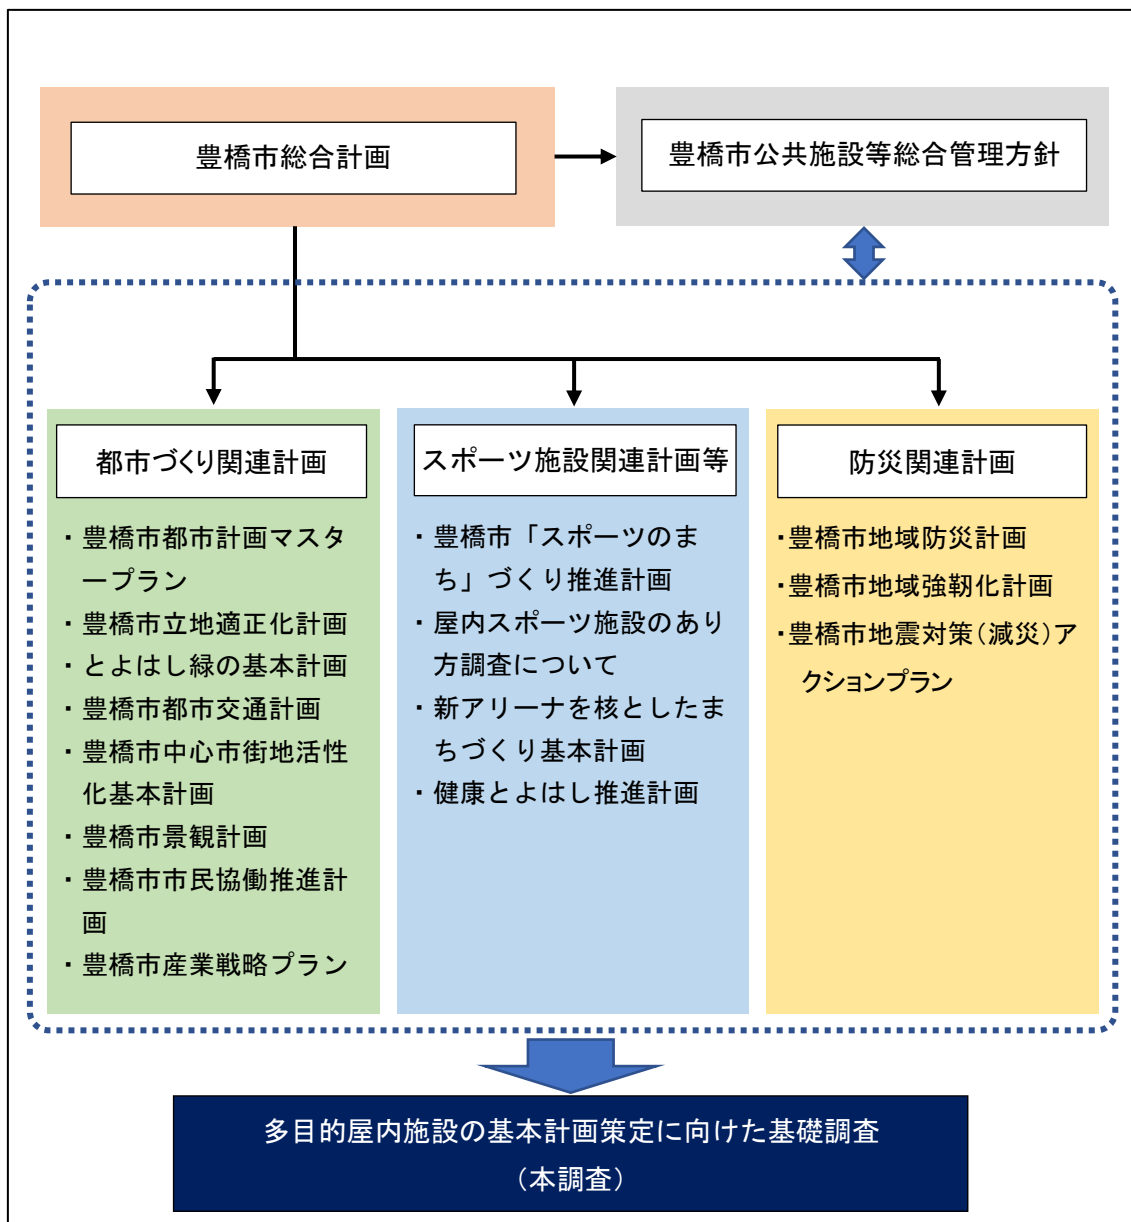 豊橋市総合計画
豊橋市公共施設等総合管理方針
都市づくり関連計画
・豊橋市都市計画マスタ
ープラン
・豊橋市立地適正化計画
・とよはし緑の基本計画
・豊橋市都市交通計画
・豊橋市中心市街地活性
化基本計画
・豊橋市景観計画
・豊橋市市民協働推進計
画
・豊橋市産業戦略プラン
スポーツ施設関連計画等
・豊橋市「スポーツのま
ち」づくり推進計画
・屋内スポーツ施設のあり
方調査について
・新アリーナを核としたま
ちづくり基本計画
・健康とよはし推進計画
防災関連計画
・豊橋市地域防災計画
・豊橋市地域強靭化計画
・豊橋市地震対策（減災）ア
クションプラン
多目的屋内施設の基本計画策定に向けた基礎調査
（本調査）